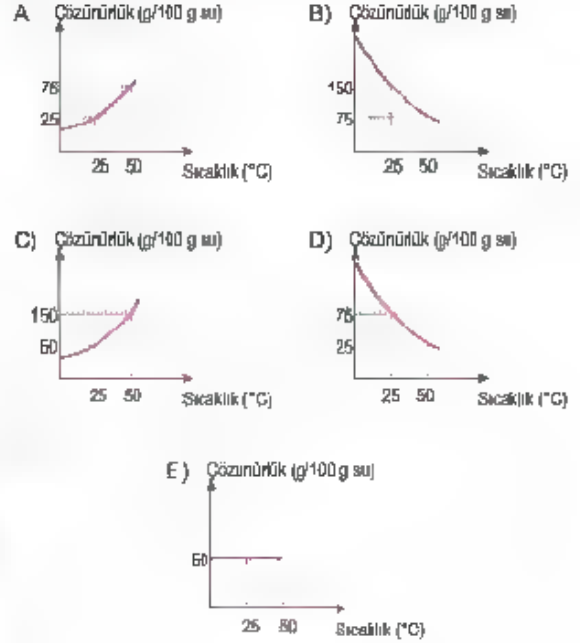 A Çözünürlük (g/100 g su)
75
25
25 50 Sıcaklık (°C)
B) Çözünürlük (g/100 g su)
150
75
25 50 Sıcaklık (°C)
C) Çözünürlük (g/100 g su)
150
50
25 50 Sıcaklık (°C)
D) Çözünürlük (g/100 g su)
75
25
25 50 Sıcaklık (°C)
E) Çözünürlük (g/100 g su)
50
25 50 Sıcaklık (°C)